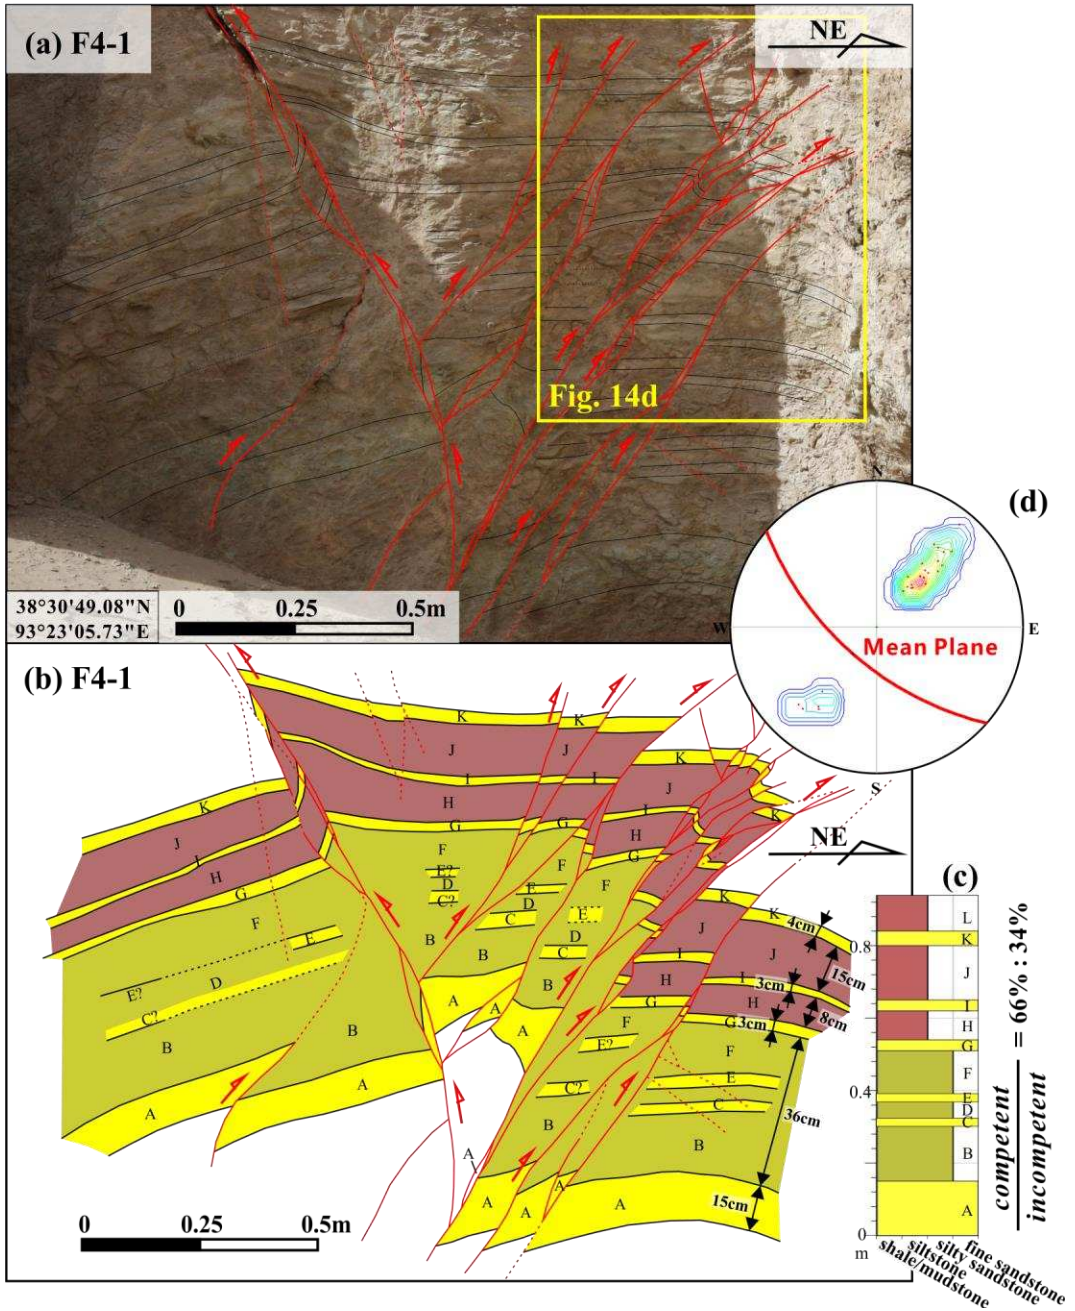 (a) F4-1
NE
Fig. 14d
38°30'49.08"N
93°23'05.73"E
0 0.25 0.5m
(d)
N
W
E
S
Mean Plane
(b) F4-1
NE
K
K
J
J
K
I
I
H
G
G
I
K
K
J
I
H
G
F
E
D
E?
C?
B
B
A
A
F
E?
D
C?
B
F
E
D
C
B
F
E
D
C
B
H
G
A
A
A
K
K
4cm
J
J
15cm
I
I
3cm
H
H
8cm
G
G
3cm
F
F
E?
E
C?
C
36cm
B
B
A
A
A
A
A
A
15cm
0 0.25 0.5m
(c)
L
K
0.8
J
I
H
G
F
0.4
E
D
C
B
A
0
m
shale/mudstone
siltstone
silty sandstone
fine sandstone
competent
incompetent
= 66% : 34%